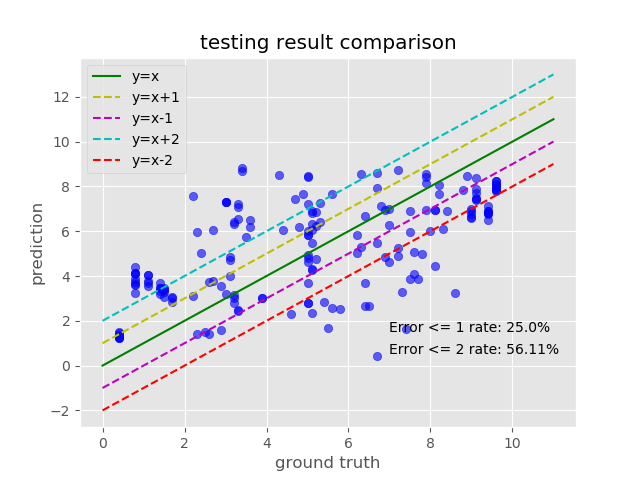 testing result comparison
y=x
y=x+1
y=x-1
y=x+2
y=x-2
12
10
8
6
4
2
0
−2
prediction
Error <= 1 rate: 25.0%
Error <= 2 rate: 56.11%
0 2 4 6 8 10
ground truth